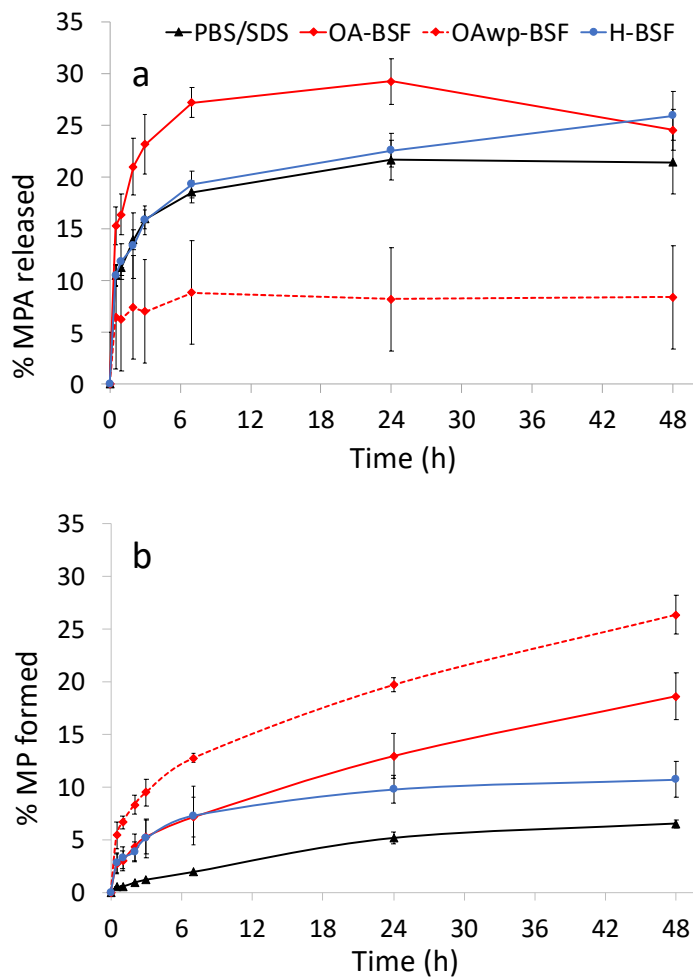 PBS/SDS OA-BSF OAwp-BSF H-BSF
a
35
30
25
20
15
10
5
0
% MPA released
0 6 12 18 24 30 36 42 48
Time (h)
b
35
30
25
20
15
10
5
0
% MP formed
0 6 12 18 24 30 36 42 48
Time (h)